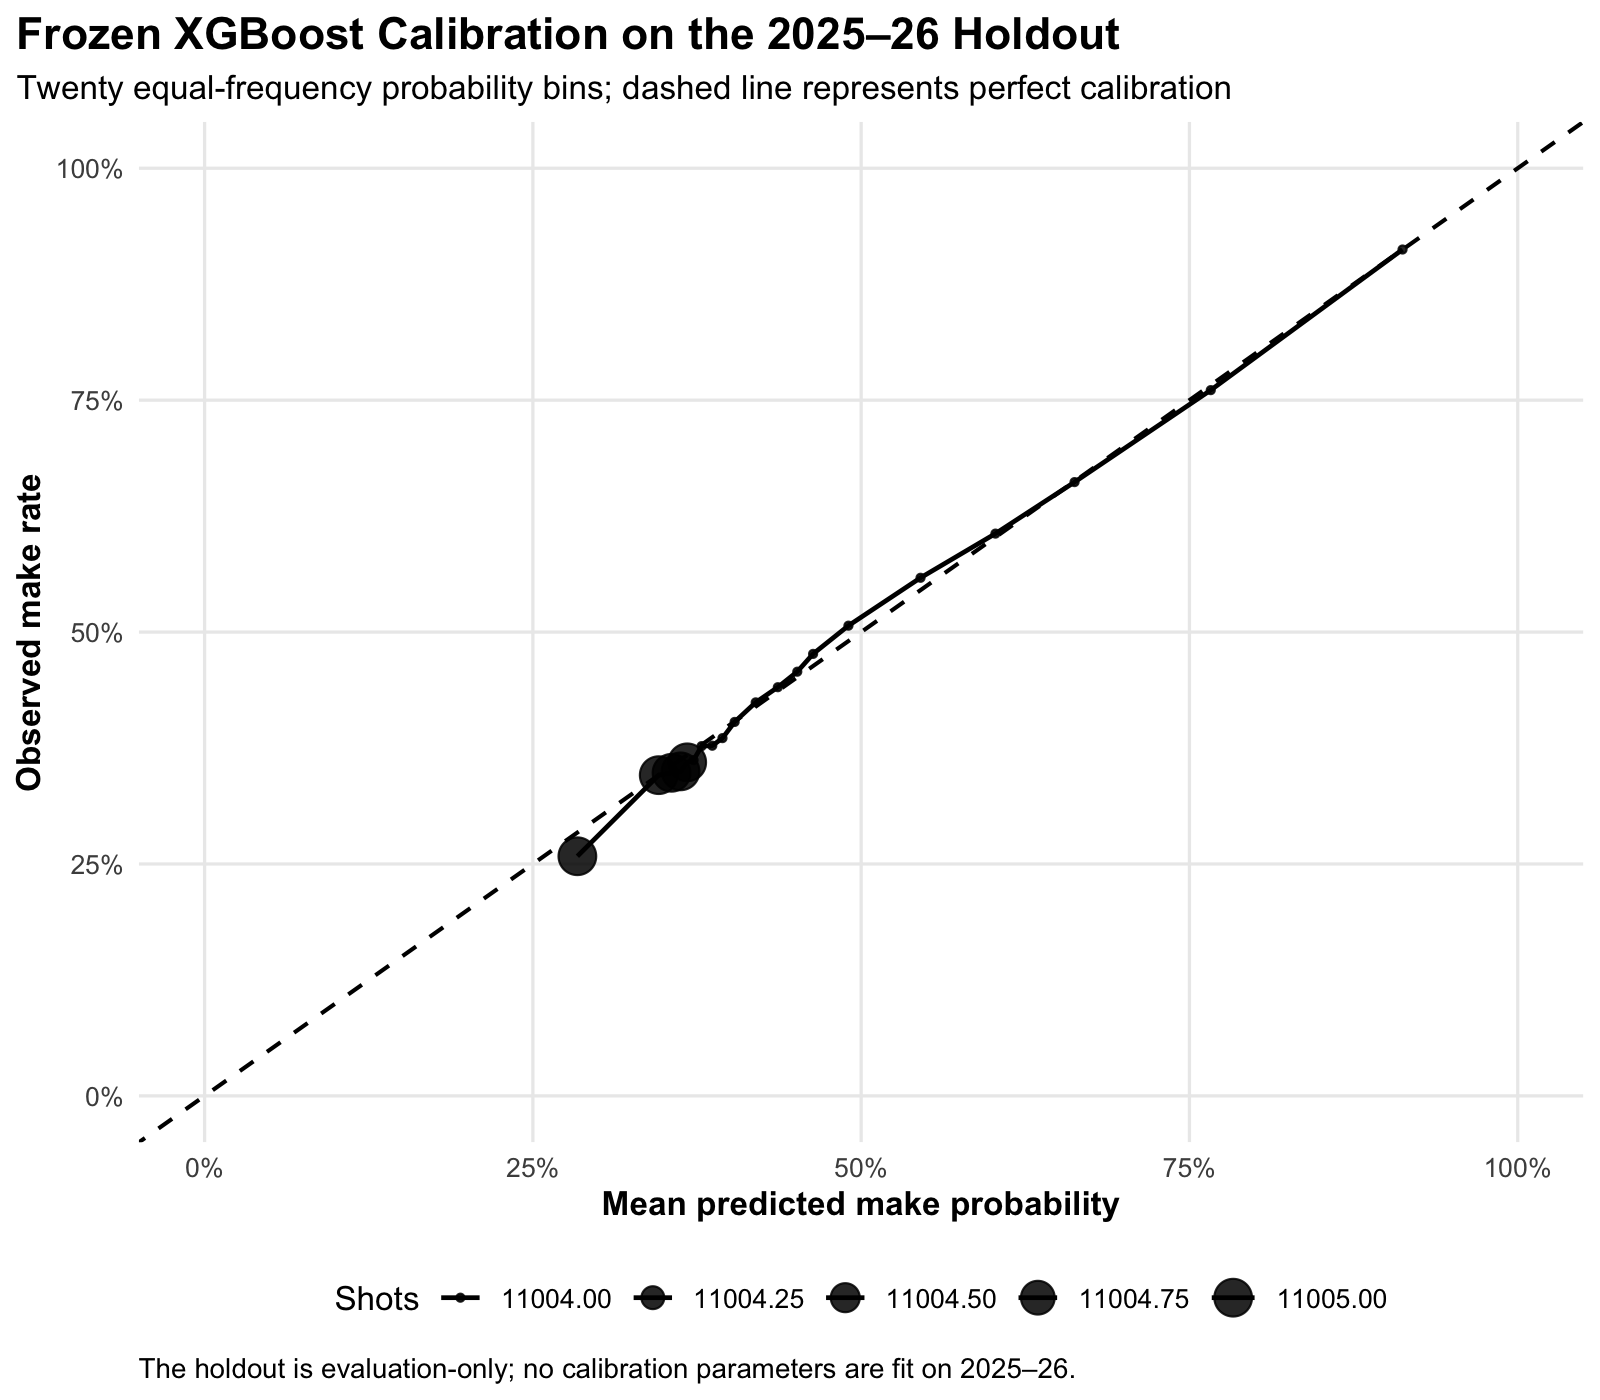 Frozen XGBoost Calibration on the 2025–26 Holdout
Twenty equal-frequency probability bins; dashed line represents perfect calibration
Observed make rate
100%
75%
50%
25%
0%
0% 25% 50% 75% 100%
Mean predicted make probability
Shots 11004.00 11004.25 11004.50 11004.75 11005.00
The holdout is evaluation-only; no calibration parameters are fit on 2025–26.